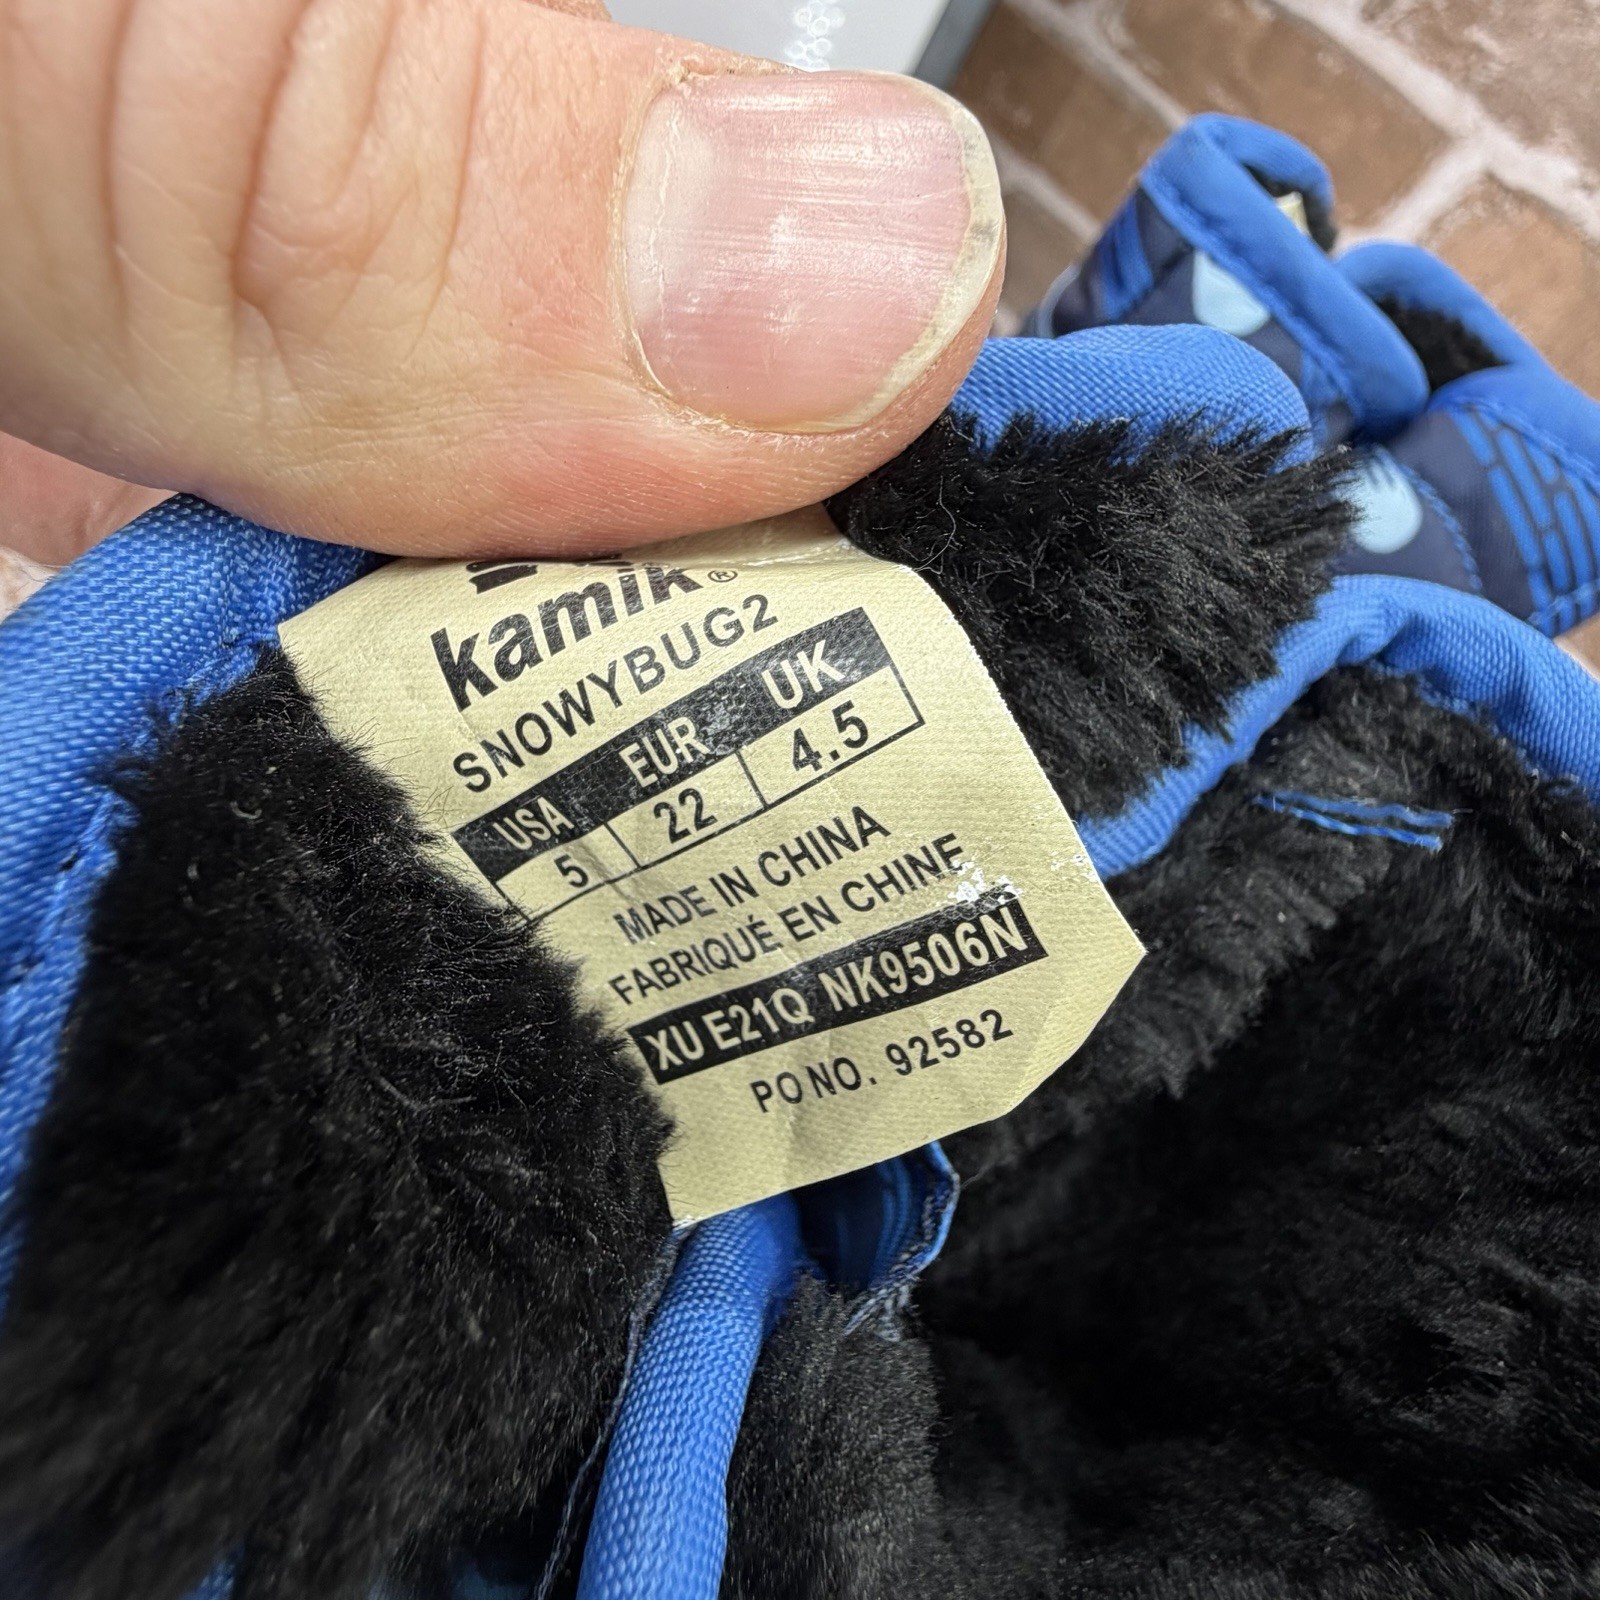 kamik®
SNOWYBUG2
USA EUR UK
5 22 4.5
MADE IN CHINA
FABRIQUÉ EN CHINE
XU E21Q NK9506N
PO NO. 92582